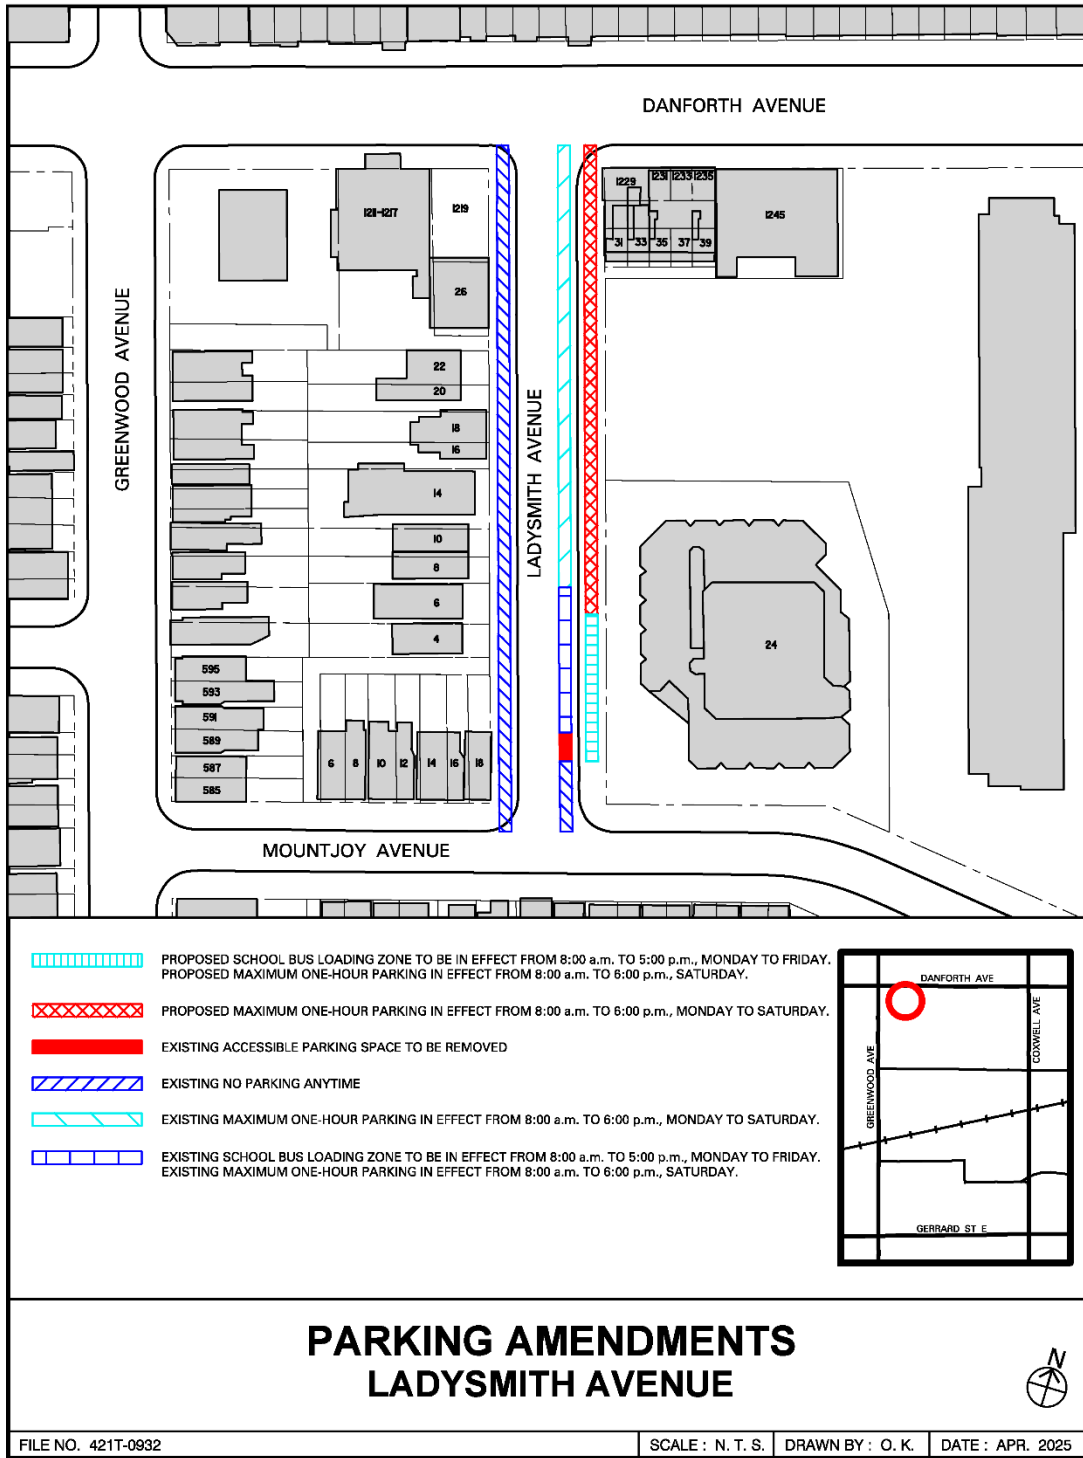 DANFORTH AVENUE
1229
1231
1233
1235
1211-1217
1219
1245
31
33
35
37
39
26
GREENWOOD AVENUE
LADYSMITH AVENUE
22
20
18
16
14
10
8
6
4
24
595
593
591
589
587
585
6
8
10
12
14
16
18
MOUNTJOY AVENUE
PROPOSED SCHOOL BUS LOADING ZONE TO BE IN EFFECT FROM 8:00 a.m. TO 5:00 p.m., MONDAY TO FRIDAY.
PROPOSED MAXIMUM ONE-HOUR PARKING IN EFFECT FROM 8:00 a.m. TO 6:00 p.m., SATURDAY.
PROPOSED MAXIMUM ONE-HOUR PARKING IN EFFECT FROM 8:00 a.m. TO 6:00 p.m., MONDAY TO SATURDAY.
EXISTING ACCESSIBLE PARKING SPACE TO BE REMOVED
EXISTING NO PARKING ANYTIME
EXISTING MAXIMUM ONE-HOUR PARKING IN EFFECT FROM 8:00 a.m. TO 6:00 p.m., MONDAY TO SATURDAY.
EXISTING SCHOOL BUS LOADING ZONE TO BE IN EFFECT FROM 8:00 a.m. TO 5:00 p.m., MONDAY TO FRIDAY.
EXISTING MAXIMUM ONE-HOUR PARKING IN EFFECT FROM 8:00 a.m. TO 6:00 p.m., SATURDAY.
DANFORTH AVE
GREENWOOD AVE
COXWELL AVE
GERRARD ST E
PARKING AMENDMENTS
LADYSMITH AVENUE
N
FILE NO. 421T-0932
SCALE : N. T. S.
DRAWN BY : O. K.
DATE : APR. 2025